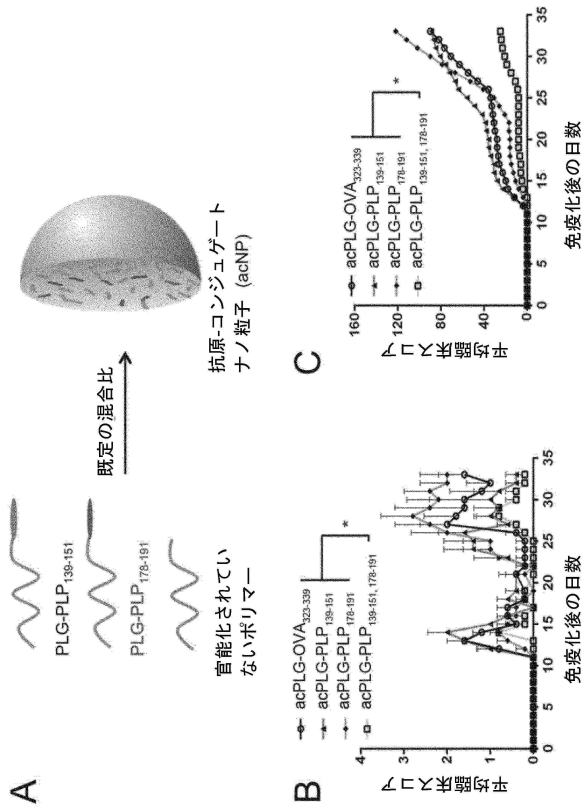 A
PLG-PLP139-151
PLG-PLP178-191
官能化されてい
ないポリマー
既定の混合比
抗原-コンジュゲート
ナノ粒子 (acNP)
B
acPLG-OVA323-339
acPLG-PLP139-151
acPLG-PLP178-191
acPLG-PLP139-151, 178-191
*
平均臨床スコア
4
3
2
1
0
0 5 10 15 20 25 30 35
免疫化後の日数
C
acPLG-OVA323-339
acPLG-PLP139-151
acPLG-PLP178-191
acPLG-PLP139-151, 178-191
*
平均臨床スコア
160
120
80
40
0
0 5 10 15 20 25 30 35
免疫化後の日数